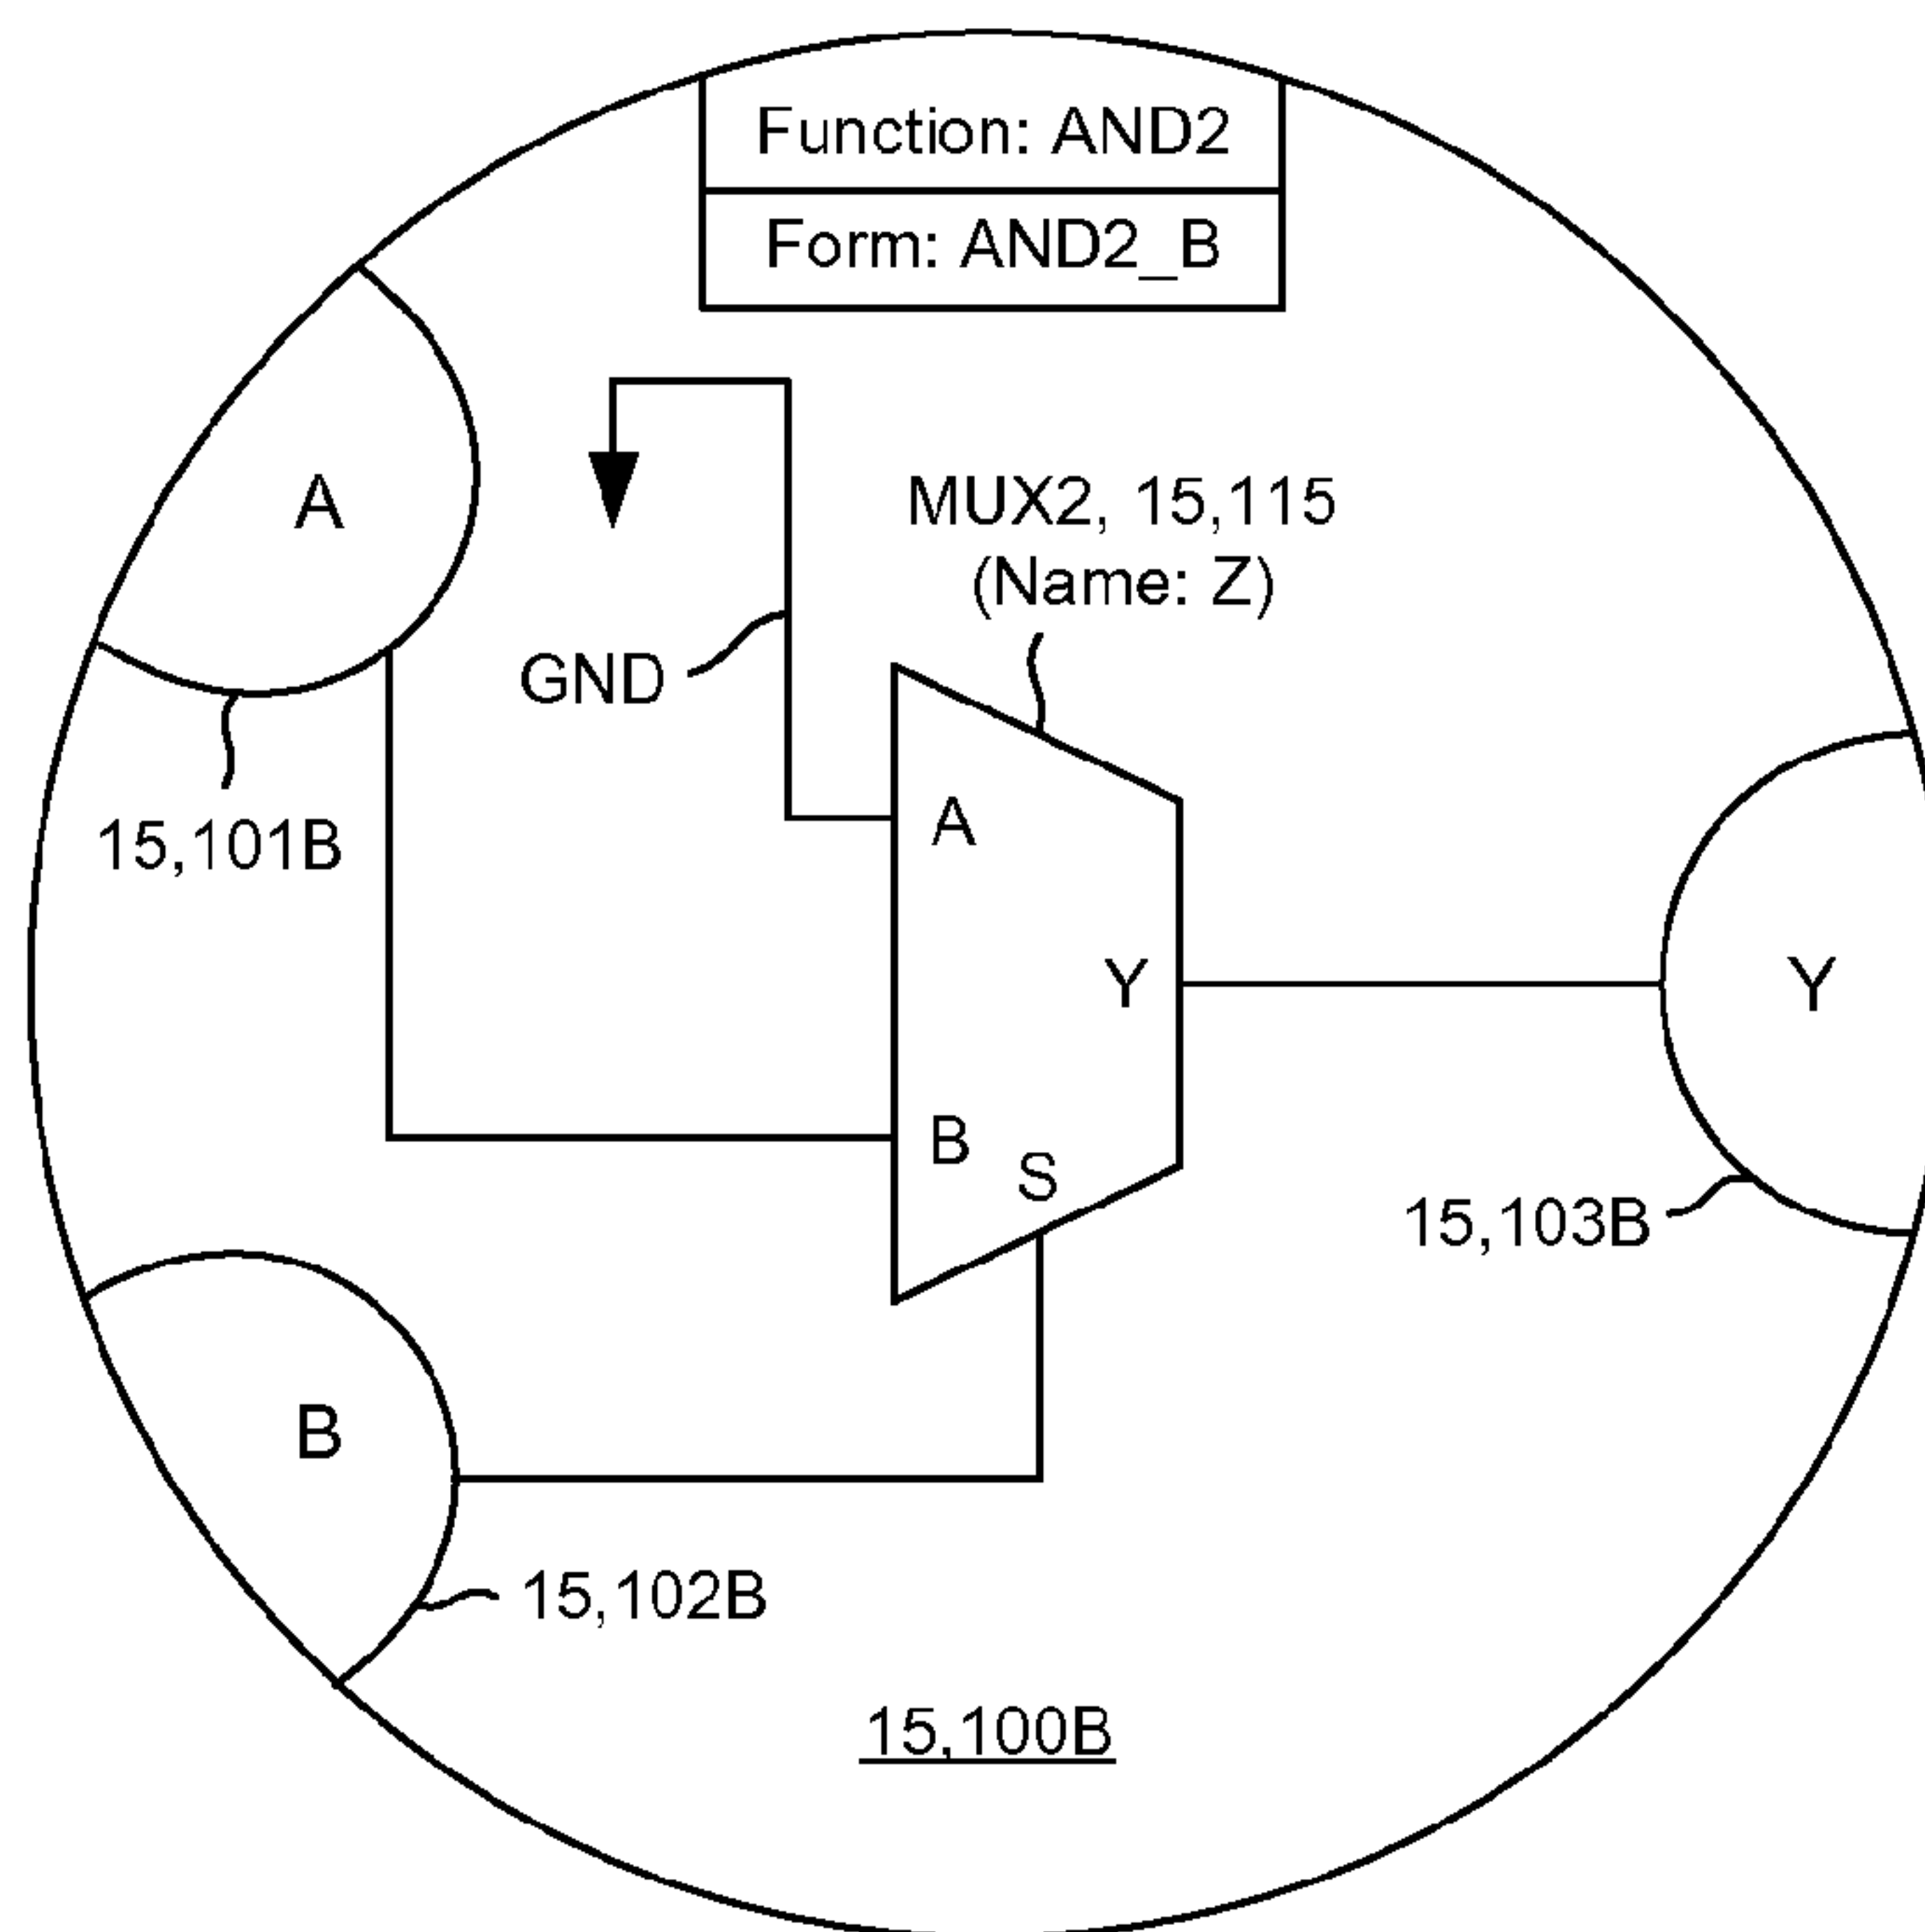 Function: AND2
Form: AND2_B
A
MUX2, 15,115
(Name: Z)
GND
15,101B
A
Y
Y
B
S
15,103B
B
15,102B
15,100B